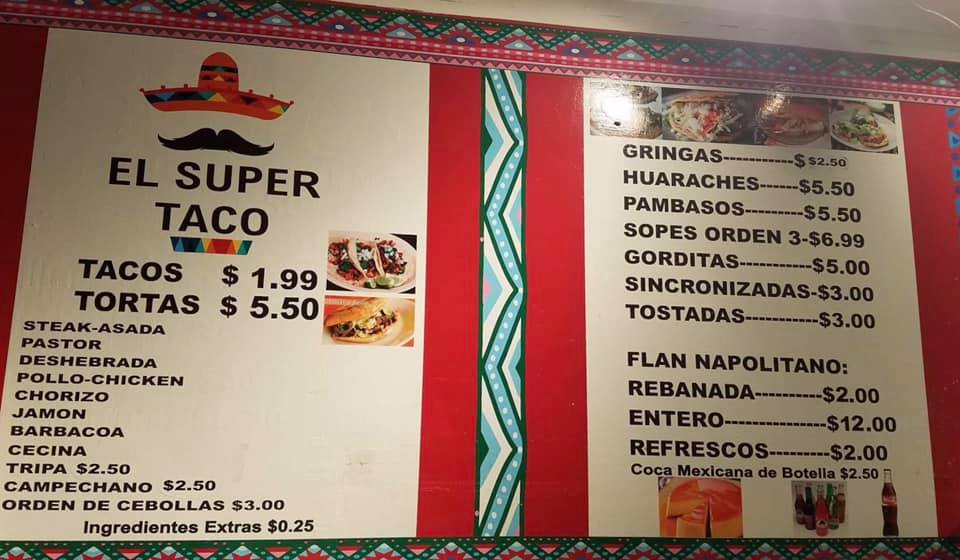 EL SUPER
TACO
TACOS $ 1.99
TORTAS $ 5.50
STEAK-ASADA
PASTOR
DESHEBRADA
POLLO-CHICKEN
CHORIZO
JAMON
BARBACOA
CECINA
TRIPA $2.50
CAMPECHANO $2.50
ORDEN DE CEBOLLAS $3.00
Ingredientes Extras $0.25
GRINGAS-----------$ $2.50
HUARACHES------$5.50
PAMBASOS---------$5.50
SOPES ORDEN 3-$6.99
GORDITAS-----------$5.00
SINCRONIZADAS-$3.00
TOSTADAS-----------$3.00
FLAN NAPOLITANO:
REBANADA----------$2.00
ENTERO---------------$12.00
REFRESCOS---------$2.00
Coca Mexicana de Botella $2.50